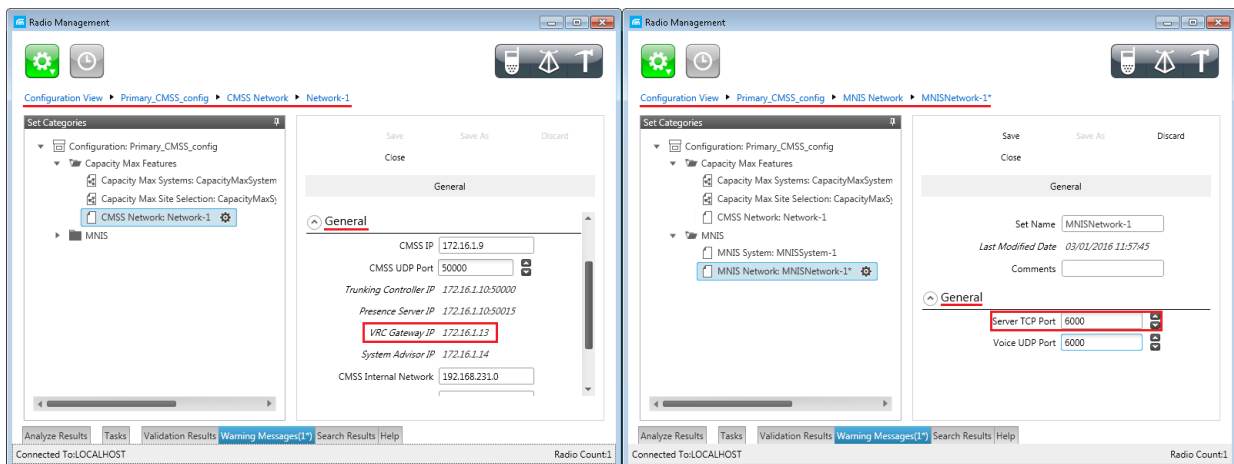 Radio Management
Configuration View ▸ Primary_CMSS_config ▸ CMSS Network ▸ Network-1
Set Categories
Configuration: Primary_CMSS_config
Capacity Max Features
Capacity Max Systems: CapacityMaxSystem
Capacity Max Site Selection: CapacityMaxSy
CMSS Network: Network-1
MNIS
Save Save As Discard
Close
General
General
CMSS IP 172.16.1.9
CMSS UDP Port 50000
Trunking Controller IP 172.16.1.10:50000
Presence Server IP 172.16.1.10:50015
VRC Gateway IP 172.16.1.13
System Advisor IP 172.16.1.14
CMSS Internal Network 192.168.231.0
Analyze Results Tasks Validation Results Warning Messages(1*) Search Results Help
Connected To:LOCALHOST Radio Count:1
Radio Management
Configuration View ▸ Primary_CMSS_config ▸ MNIS Network ▸ MNISNetwork-1*
Set Categories
Configuration: Primary_CMSS_config
Capacity Max Features
Capacity Max Systems: CapacityMaxSystem
Capacity Max Site Selection: CapacityMaxSy
CMSS Network: Network-1
MNIS
MNIS System: MNISSystem-1
MNIS Network: MNISNetwork-1*
Save Save As Discard
Close
General
Set Name MNISNetwork-1
Last Modified Date 03/01/2016 11:57:45
Comments
General
Server TCP Port 6000
Voice UDP Port 6000
Analyze Results Tasks Validation Results Warning Messages(1*) Search Results Help
Connected To:LOCALHOST Radio Count:1